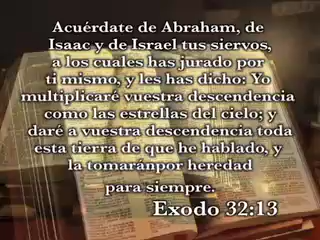 Acuérdate de Abraham, de
Isaac y de Israel tus siervos,
a los cuales has jurado por
ti mismo, y les has dicho: Yo
multiplicaré vuestra descendencia
como las estrellas del cielo; y
daré a vuestra descendencia toda
esta tierra de que he hablado, y
la tomaránpor heredad
para siempre.
Exodo 32:13